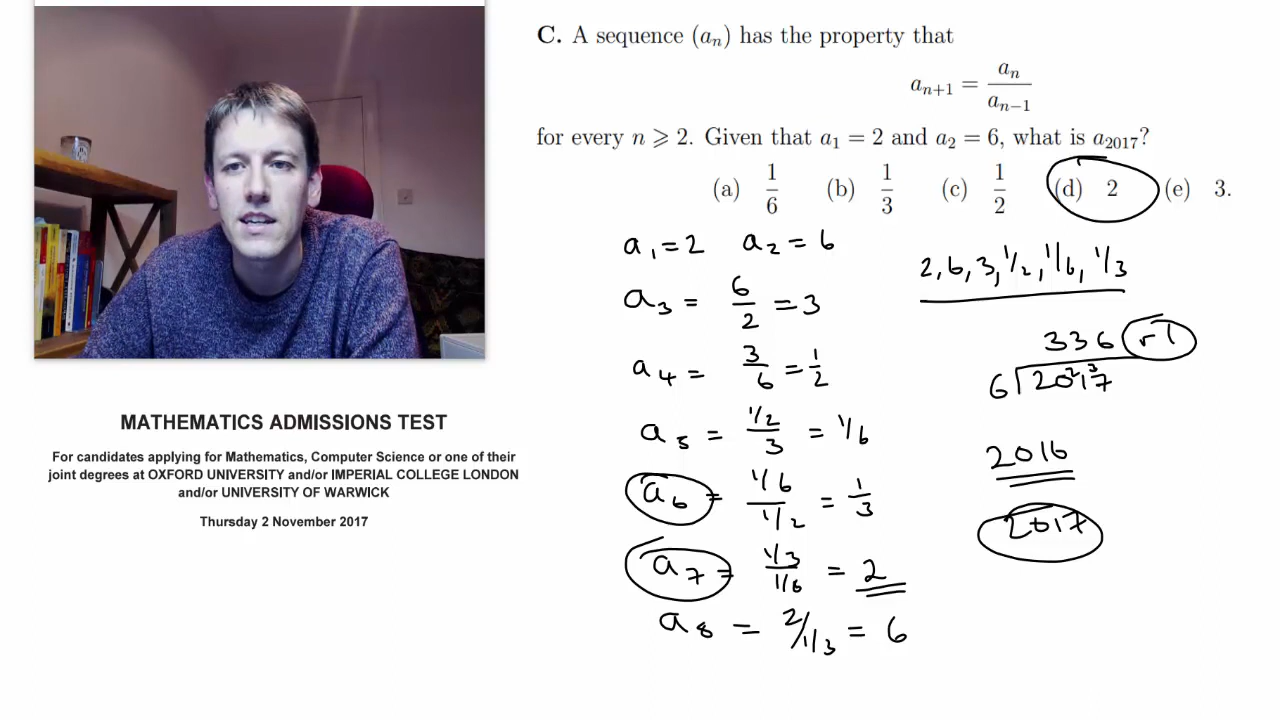 C. A sequence (aₙ) has the property that
aₙ₊₁ = aₙ / aₙ₋₁
for every n ⩾ 2. Given that a₁ = 2 and a₂ = 6, what is a₂₀₁₇?
(a) 1/6 (b) 1/3 (c) 1/2 (d) 2 (e) 3.
a₁ = 2 a₂ = 6
a₃ = 6/2 = 3
a₄ = 3/6 = 1/2
a₅ = 1/2 / 3 = 1/6
a₆ = 1/6 / 1/2 = 1/3
a₇ = 1/3 / 1/6 = 2
a₈ = 2/1/3 = 6
2, 6, 3, 1/2, 1/6, 1/3
336 r1
6 20²1³7
2016
2017
MATHEMATICS ADMISSIONS TEST
For candidates applying for Mathematics, Computer Science or one of their
joint degrees at OXFORD UNIVERSITY and/or IMPERIAL COLLEGE LONDON
and/or UNIVERSITY OF WARWICK
Thursday 2 November 2017